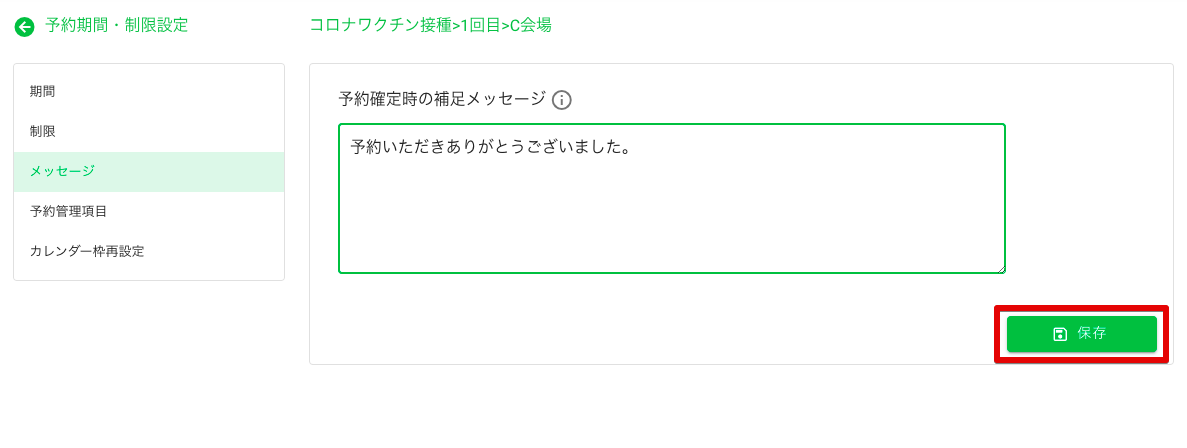 予約期間・制限設定
コロナワクチン接種>1回目>C会場
期間
制限
メッセージ
予約管理項目
カレンダー枠再設定
予約確定時の補足メッセージ
予約いただきありがとうございました。
保存